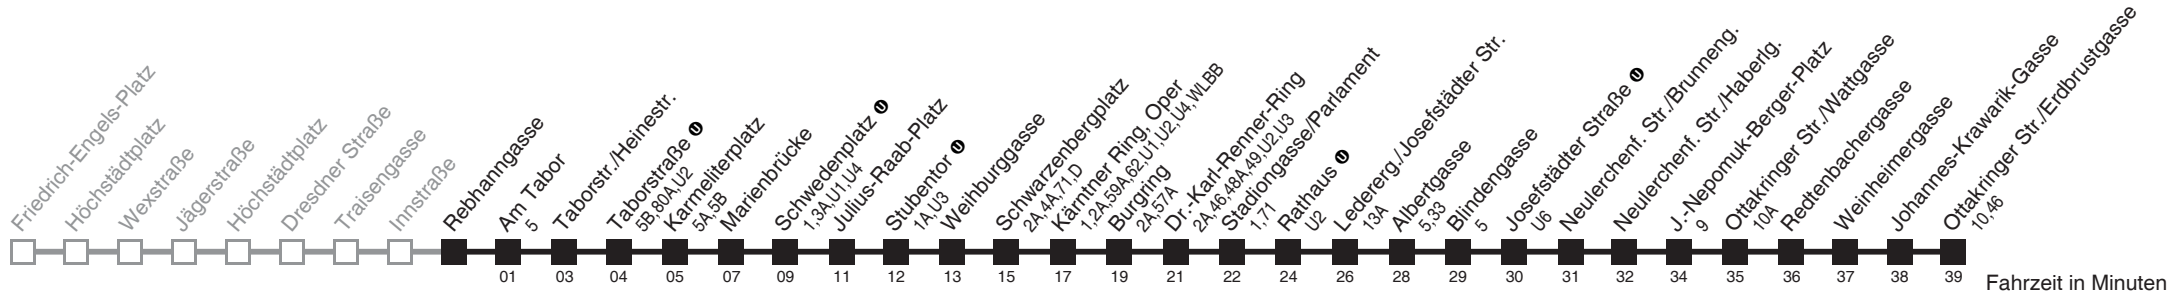 Friedrich-Engels-Platz
Höchstädtplatz
Wexstraße
Jägerstraße
Höchstädtplatz
Dresdner Straße
Traisengasse
Innstraße
Rebhanngasse
Am Tabor
5
Taborstr./Heinestr.
Taborstraße U
5B,80A,U2
Karmeliterplatz
5A,5B
Marienbrücke
Schwedenplatz U
1,3A,U1,U4
Julius-Raab-Platz
Stubentor U
1A,U3
Weihburggasse
Schwarzenbergplatz
2A,4A,71,D
Kärntner Ring, Oper
1,2A,59A,62,U1,U2,U4,WLBB
Burgring
2A,57A
Dr.-Karl-Renner-Ring
2A,46,48A,49,U2,U3
Stadiongasse/Parlament
1,71
Rathaus U
U2
Ledererg./Josefstädter Str.
13A
Albertgasse
5,33
Blindengasse
5
Josefstädter Straße U
U6
Neulerchenf. Str./Brunneng.
Neulerchenf. Str./Haberlg.
J.-Nepomuk-Berger-Platz
9
Ottakringer Str./Wattgasse
10A
Redtenbachergasse
Weinheimergasse
Johannes-Krawarik-Gasse
Ottakringer Str./Erdbrustgasse
10,46
01 03 04 05 07 09 11 12 13 15 17 19 21 22 24 26 28 29 30 31 32 34 35 36 37 38 39 Fahrzeit in Minuten